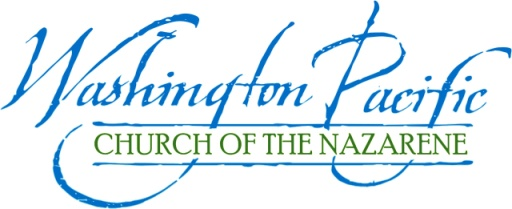 Washington Pacific
CHURCH OF THE NAZARENE